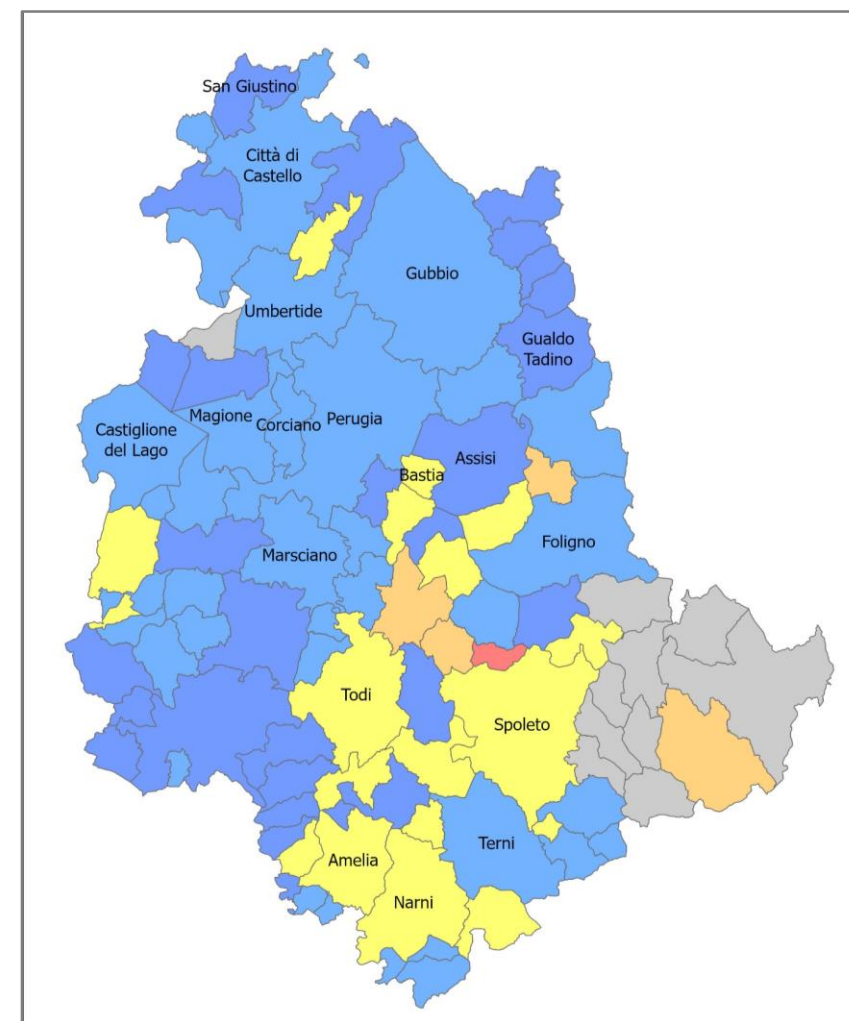 San Giustino
Città di
Castello
Gubbio
Umbertide
Gualdo
Tadino
Magione
Corciano
Perugia
Castiglione
del Lago
Assisi
Bastia
Marsciano
Foligno
Todi
Spoleto
Terni
Amelia
Narni